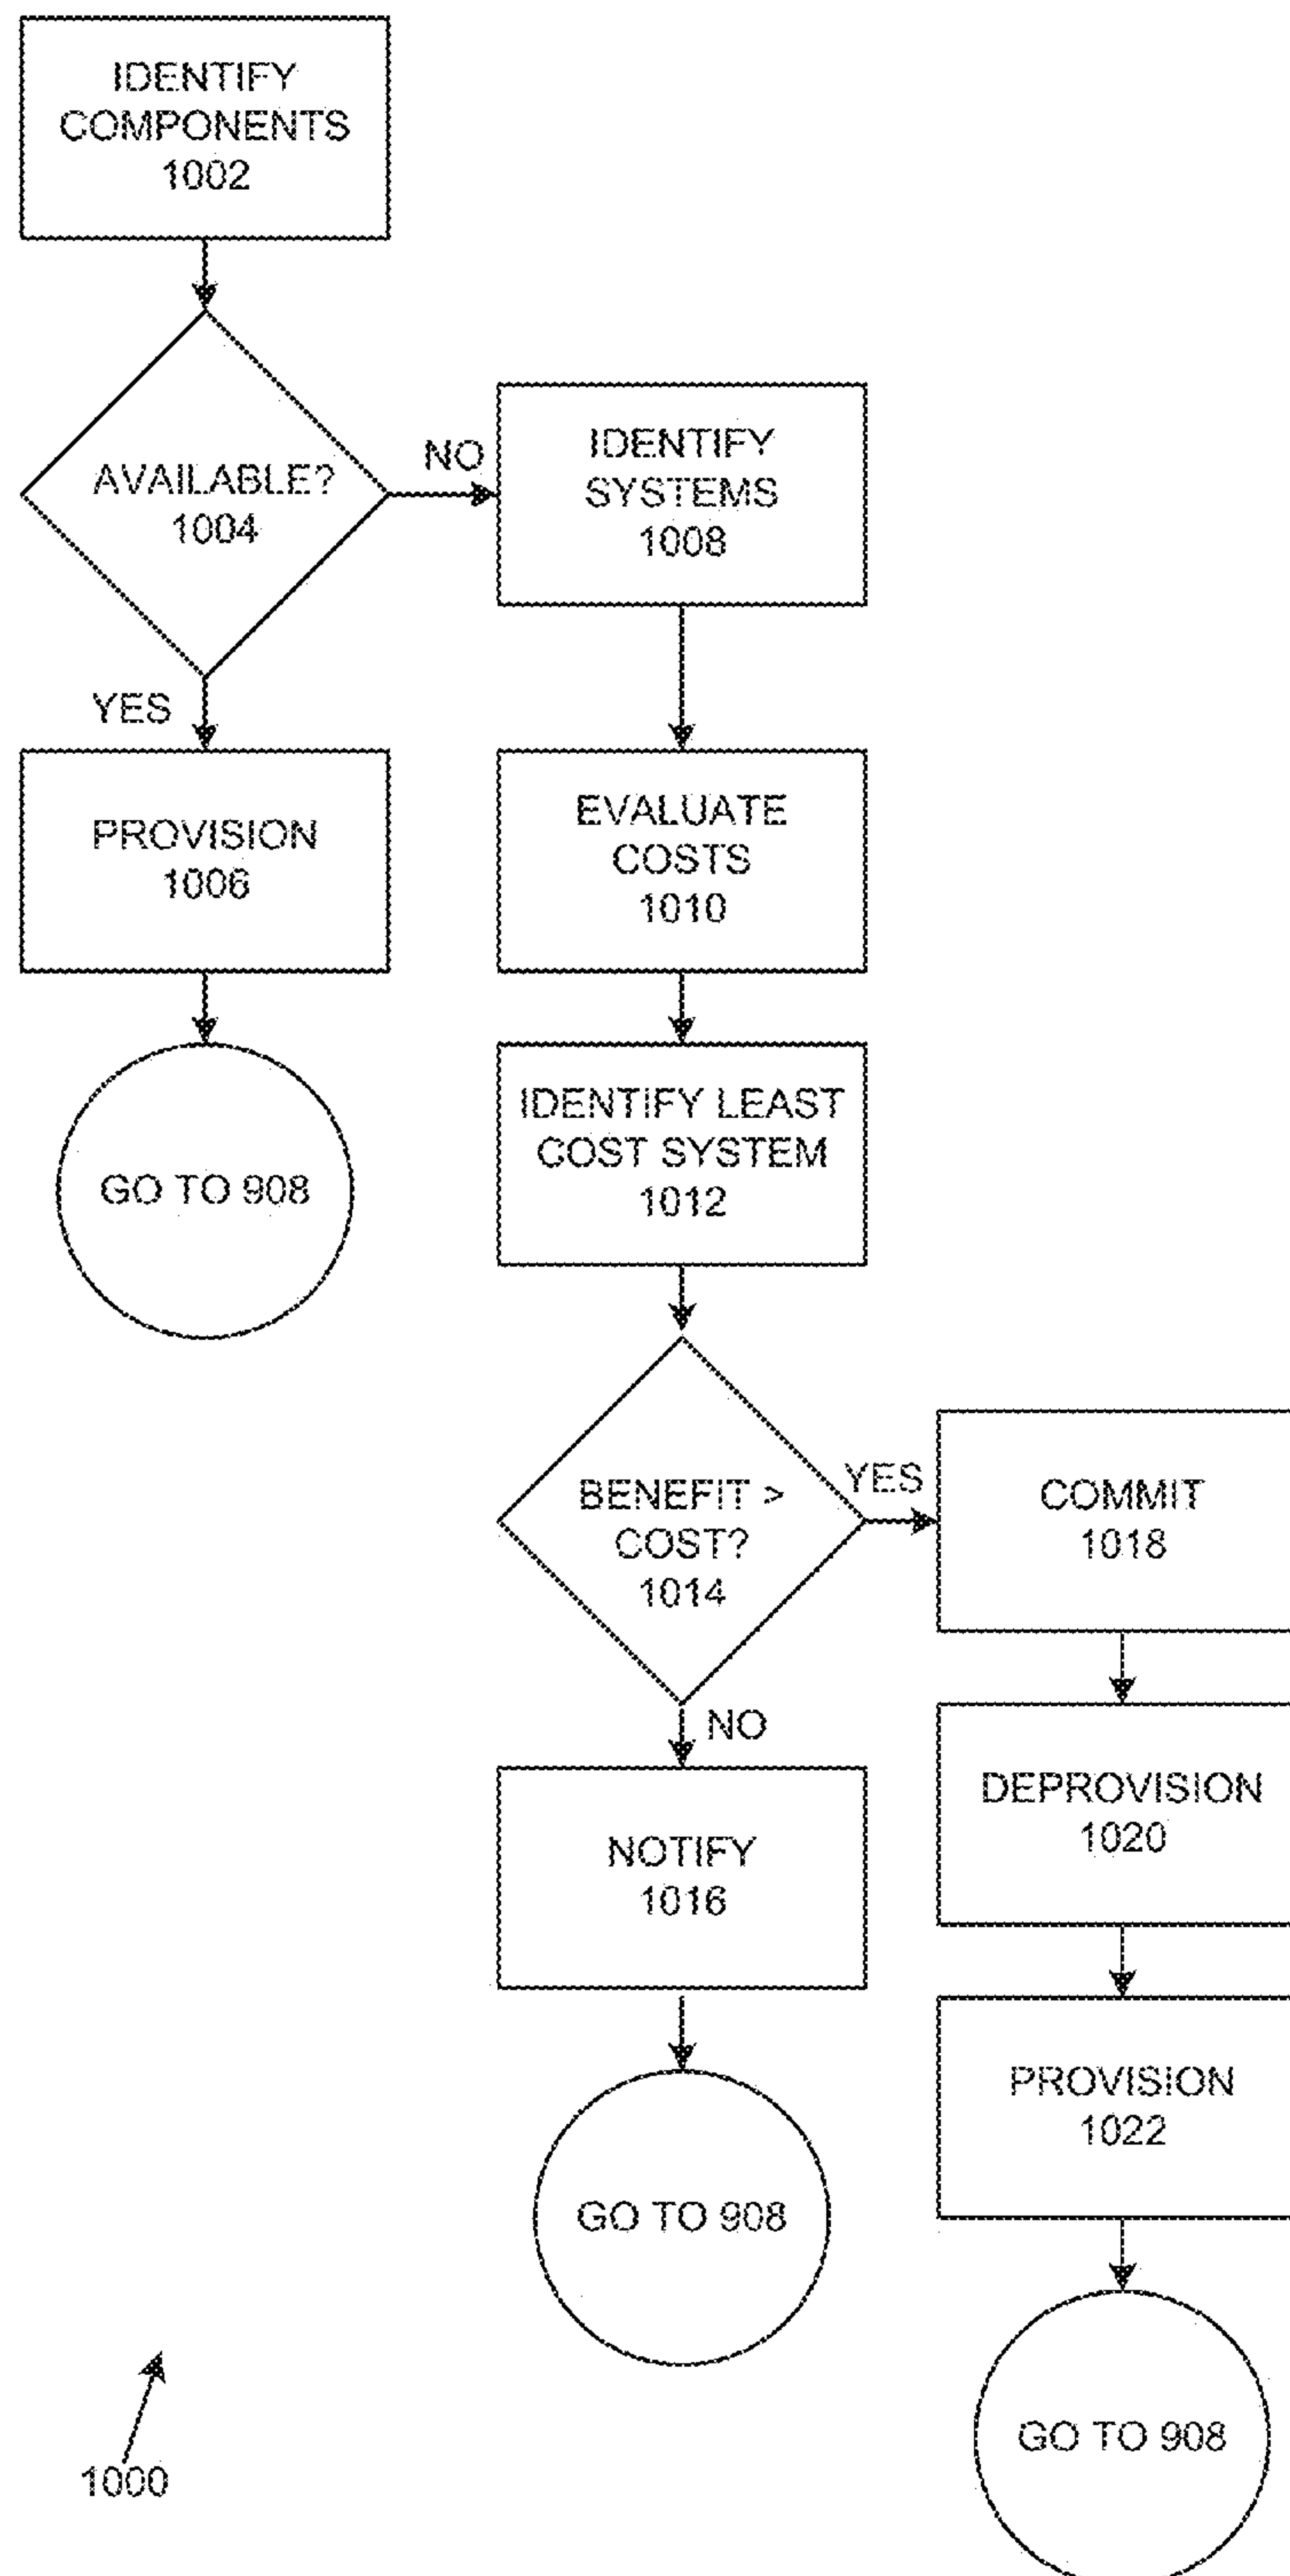 IDENTIFY
COMPONENTS
1002
AVAILABLE?
1004
NO
IDENTIFY
SYSTEMS
1008
YES
PROVISION
1006
EVALUATE
COSTS
1010
GO TO 908
IDENTIFY LEAST
COST SYSTEM
1012
BENEFIT >
COST?
1014
YES
COMMIT
1018
NO
NOTIFY
1016
DEPROVISION
1020
PROVISION
1022
GO TO 908
GO TO 908
1000